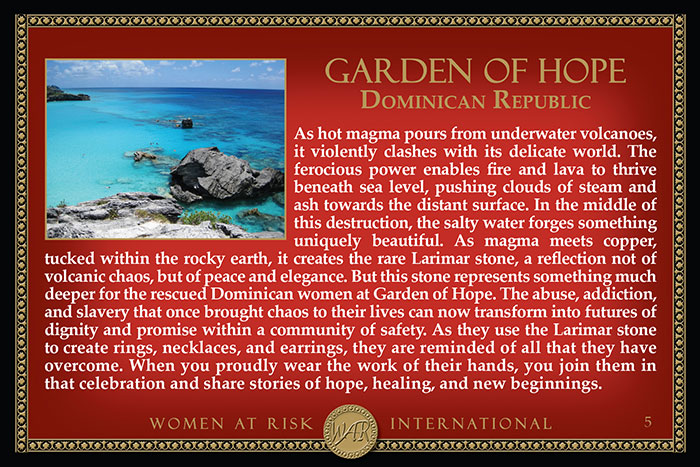 GARDEN OF HOPE
DOMINICAN REPUBLIC
As hot magma pours from underwater volcanoes,
it violently clashes with its delicate world. The
ferocious power enables fire and lava to thrive
beneath sea level, pushing clouds of steam and
ash towards the distant surface. In the middle of
this destruction, the salty water forges something
uniquely beautiful. As magma meets copper,
tucked within the rocky earth, it creates the rare Larimar stone, a reflection not of
volcanic chaos, but of peace and elegance. But this stone represents something much
deeper for the rescued Dominican women at Garden of Hope. The abuse, addiction,
and slavery that once brought chaos to their lives can now transform into futures of
dignity and promise within a community of safety. As they use the Larimar stone
to create rings, necklaces, and earrings, they are reminded of all that they have
overcome. When you proudly wear the work of their hands, you join them in
that celebration and share stories of hope, healing, and new beginnings.
WOMEN AT RISK WAR INTERNATIONAL 5